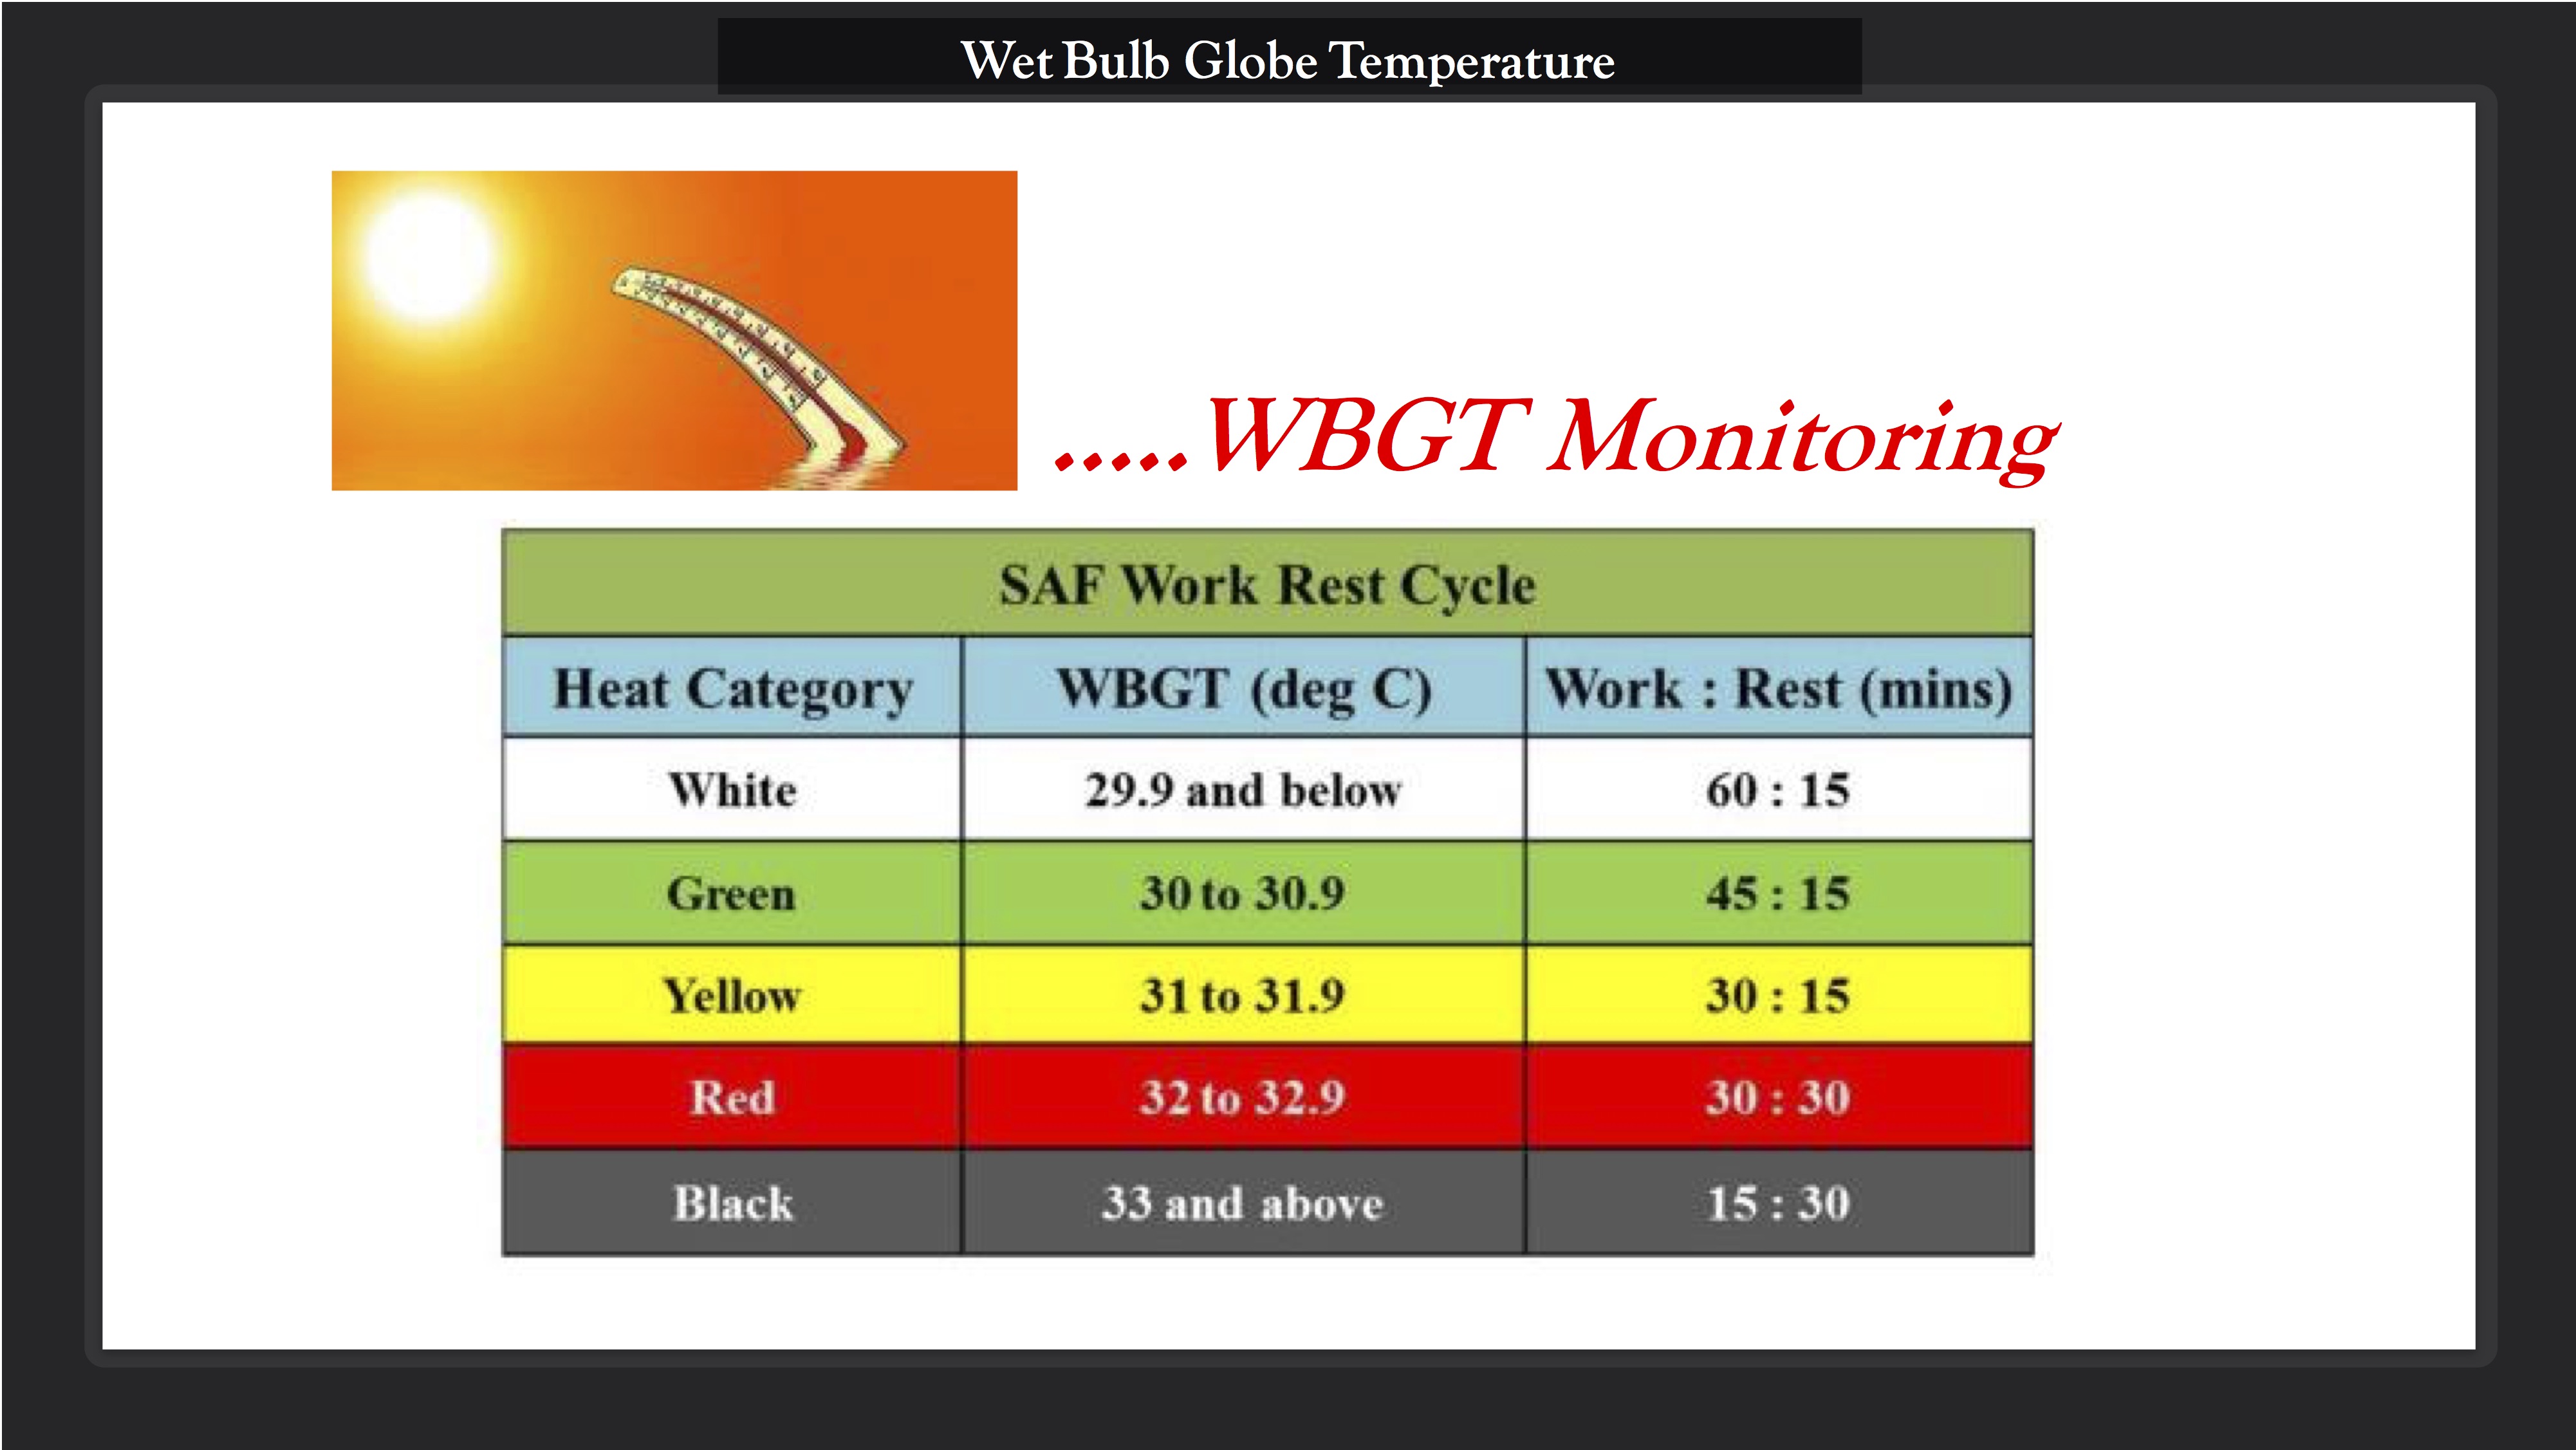 Wet Bulb Globe Temperature
.....WBGT Monitoring
SAF Work Rest Cycle
Heat Category WBGT (deg C) Work : Rest (mins)
White 29.9 and below 60 : 15
Green 30 to 30.9 45 : 15
Yellow 31 to 31.9 30 : 15
Red 32 to 32.9 30 : 30
Black 33 and above 15 : 30